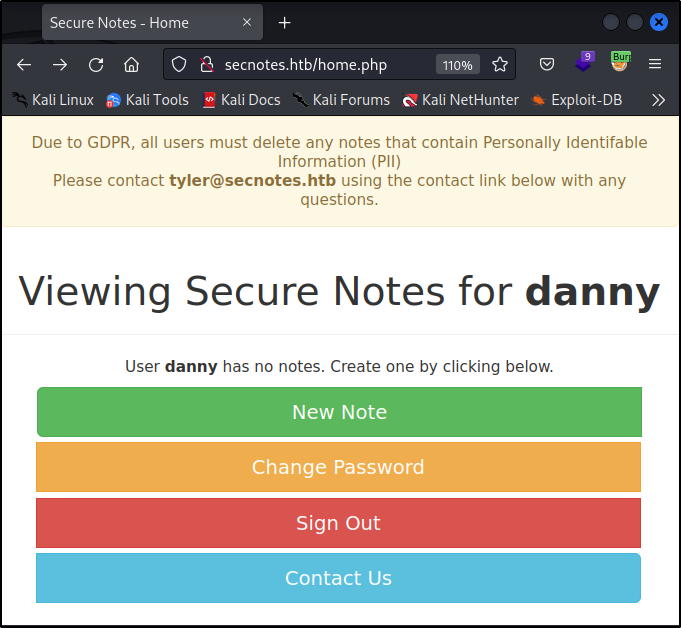 Secure Notes - Home
secnotes.htb/home.php
110%
9
Burp
Kali Linux
Kali Tools
Kali Docs
Kali Forums
Kali NetHunter
Exploit-DB
Due to GDPR, all users must delete any notes that contain Personally Identifable
Information (PII)
Please contact tyler@secnotes.htb using the contact link below with any
questions.
Viewing Secure Notes for danny
User danny has no notes. Create one by clicking below.
New Note
Change Password
Sign Out
Contact Us